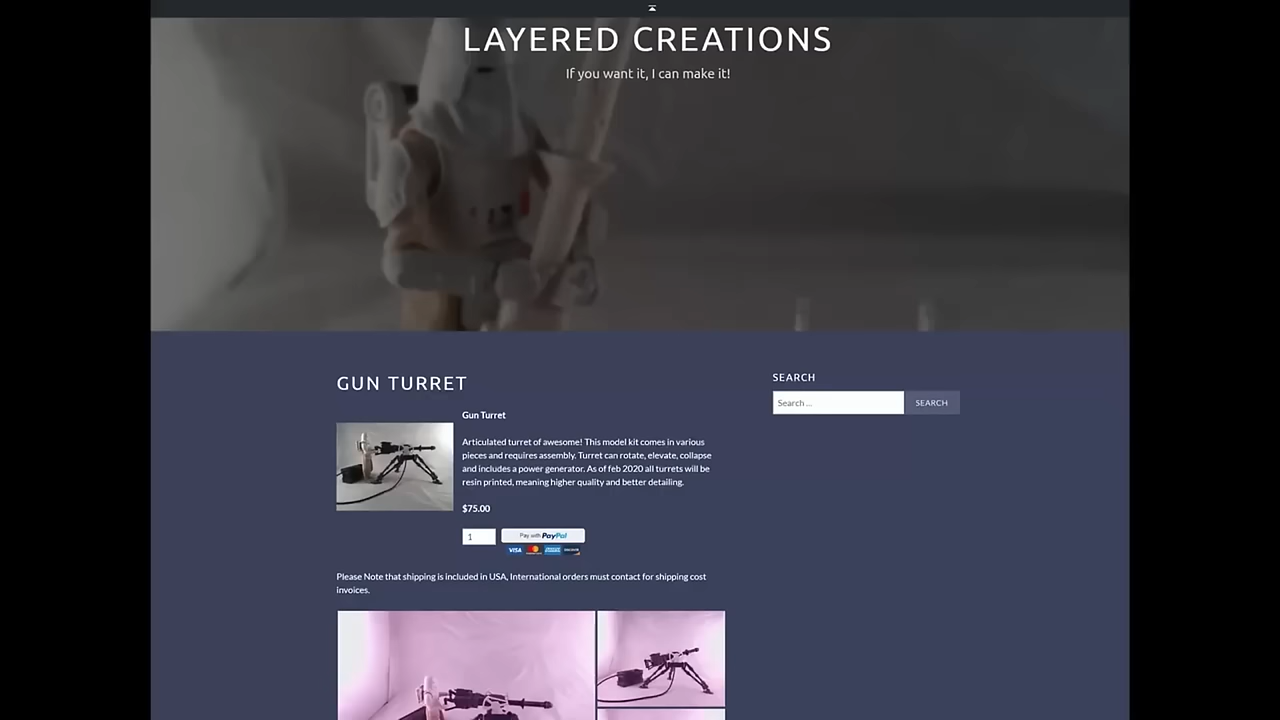 LAYERED CREATIONS
If you want it, I can make it!
GUN TURRET
Gun Turret
Articulated turret of awesome! This model kit comes in various
pieces and requires assembly. Turret can rotate, elevate, collapse
and includes a power generator. As of feb 2020 all turrets will be
resin printed, meaning higher quality and better detailing.
$75.00
1
Pay with PayPal
VISA
DISCOVER
Please Note that shipping is included in USA, International orders must contact for shipping cost
invoices.
SEARCH
Search ...
SEARCH